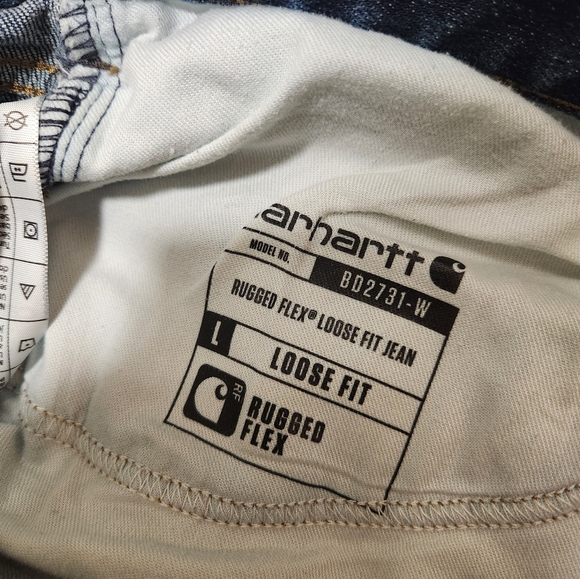 carhartt
MODEL NO. BD2731-W
RUGGED FLEX® LOOSE FIT JEAN
L LOOSE FIT
RF RUGGED
FLEX